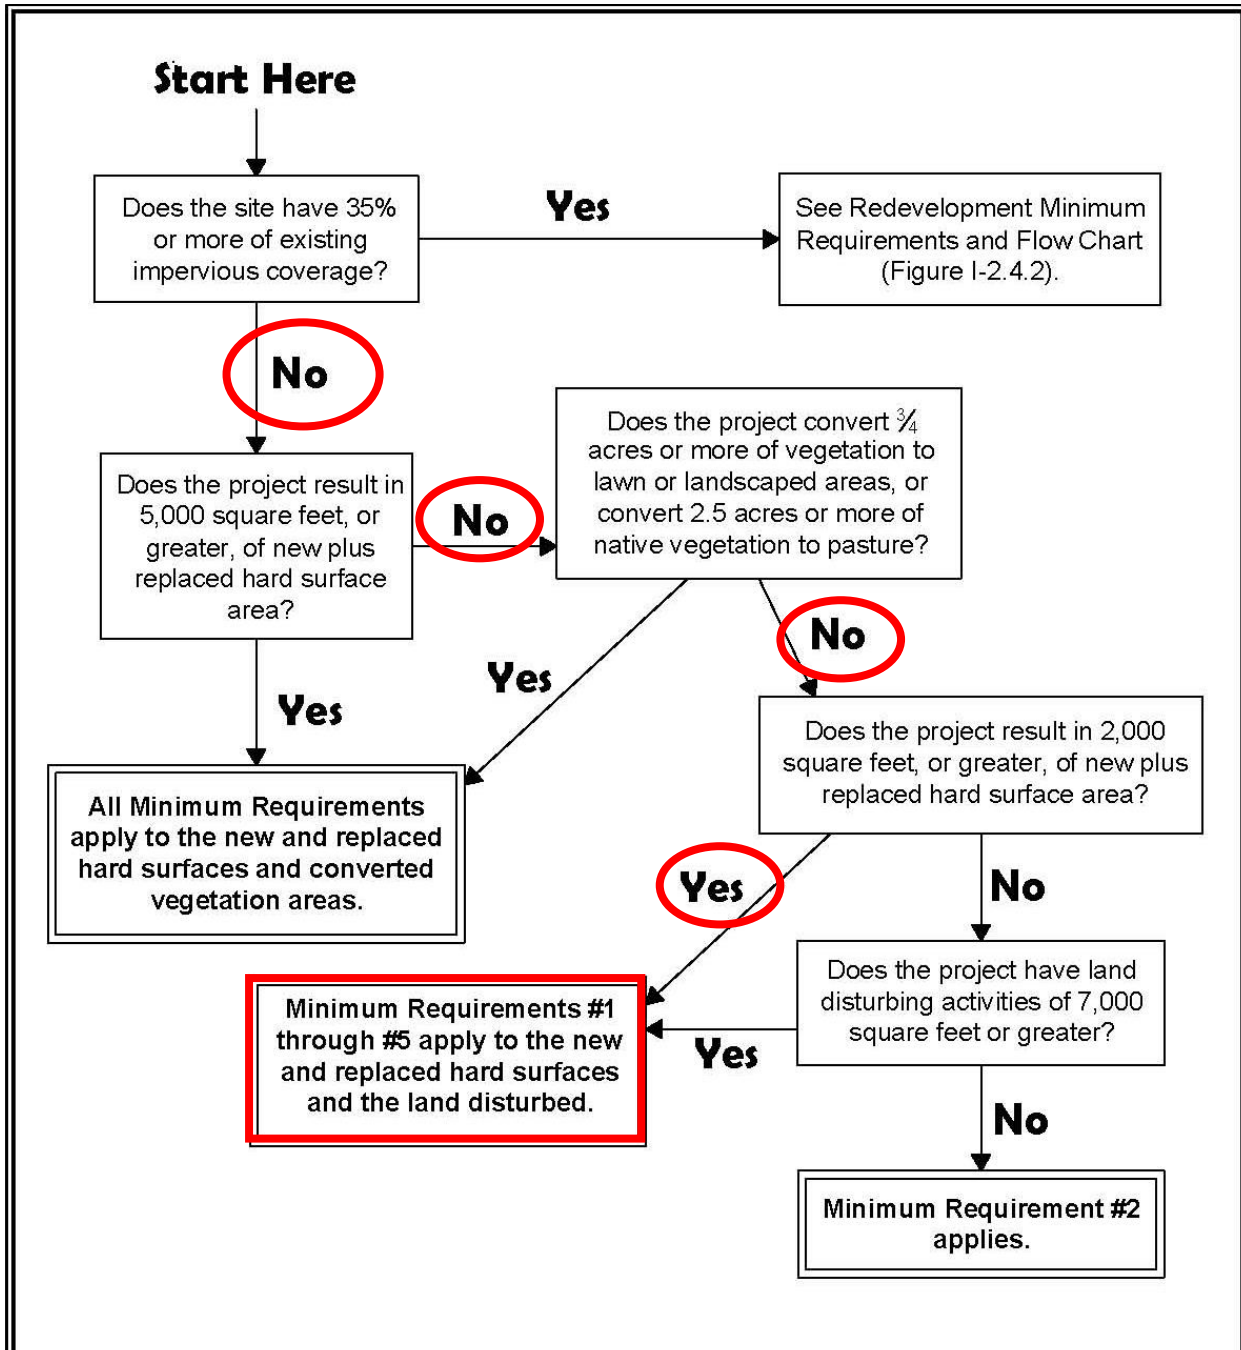 Start Here
Does the site have 35%
or more of existing
impervious coverage?
Yes
See Redevelopment Minimum
Requirements and Flow Chart
(Figure I-2.4.2).
No
Does the project result in
5,000 square feet, or
greater, of new plus
replaced hard surface
area?
No
Does the project convert ¾
acres or more of vegetation to
lawn or landscaped areas, or
convert 2.5 acres or more of
native vegetation to pasture?
Yes
Yes
No
All Minimum Requirements
apply to the new and replaced
hard surfaces and converted
vegetation areas.
Does the project result in 2,000
square feet, or greater, of new plus
replaced hard surface area?
Yes
No
Minimum Requirements #1
through #5 apply to the new
and replaced hard surfaces
and the land disturbed.
Yes
Does the project have land
disturbing activities of 7,000
square feet or greater?
No
Minimum Requirement #2
applies.